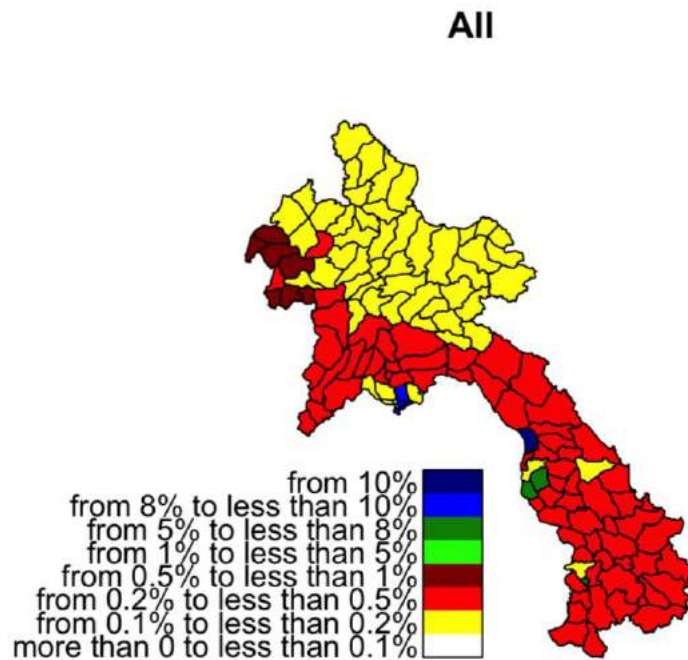 All
from 10%
from 8% to less than 10%
from 5% to less than 8%
from 1% to less than 5%
from 0.5% to less than 1%
from 0.2% to less than 0.5%
from 0.1% to less than 0.2%
more than 0 to less than 0.1%